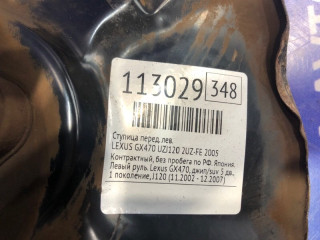 113029 348
Ступица перед. лев.
LEXUS GX470 UZJ120 2UZ-FE 2003
Контрактный, без пробега по РФ. Япония.
Левый руль. Lexus GX470, джип/suv 5 дв.,
1 поколение, J120 (11.2002 - 12.2007)